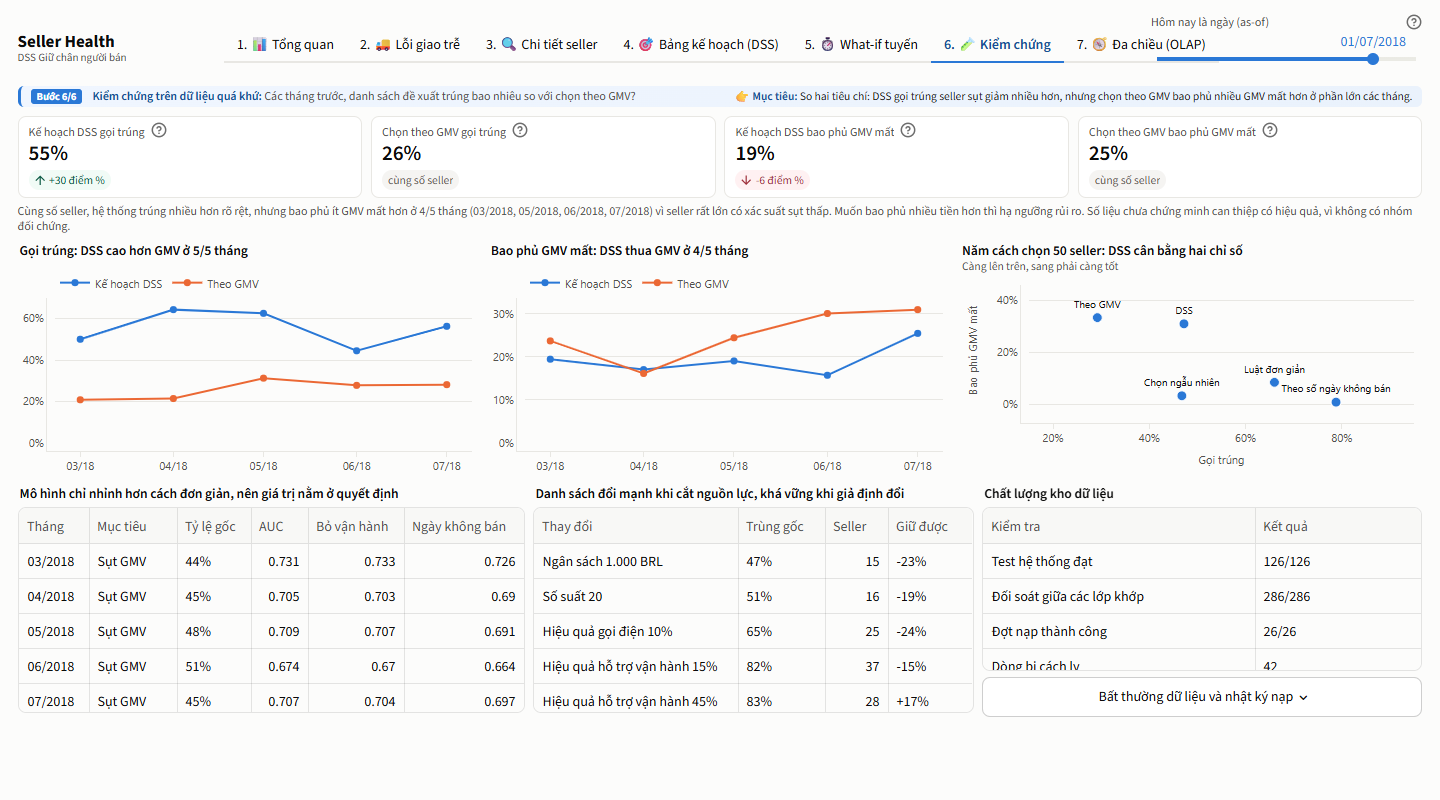 Hôm nay là ngày (as-of)
Seller Health
DSS Giữ chân người bán
1. 📊 Tổng quan
2. 🚚 Lỗi giao trễ
3. 🔍 Chi tiết seller
4. 🎯 Bảng kế hoạch (DSS)
5. ⏱ What-if tuyến
6. 🧪 Kiểm chứng
7. 🧭 Đa chiều (OLAP)
01/07/2018
Bước 6/6 Kiểm chứng trên dữ liệu quá khứ: Các tháng trước, danh sách đề xuất trúng bao nhiêu so với chọn theo GMV?
👉 Mục tiêu: So hai tiêu chí: DSS gọi trúng seller sụt giảm nhiều hơn, nhưng chọn theo GMV bao phủ nhiều GMV mất hơn ở phần lớn các tháng.
Kế hoạch DSS gọi trúng
55%
↑ +30 điểm %
Chọn theo GMV gọi trúng
26%
cùng số seller
Kế hoạch DSS bao phủ GMV mất
19%
↓ -6 điểm %
Chọn theo GMV bao phủ GMV mất
25%
cùng số seller
Cùng số seller, hệ thống trúng nhiều hơn rõ rệt, nhưng bao phủ ít GMV mất hơn ở 4/5 tháng (03/2018, 05/2018, 06/2018, 07/2018) vì seller rất lớn có xác suất sụt thấp. Muốn bao phủ nhiều tiền hơn thì hạ ngưỡng rủi ro. Số liệu chưa chứng minh can thiệp có hiệu quả, vì không có nhóm
đối chứng.
Gọi trúng: DSS cao hơn GMV ở 5/5 tháng
Kế hoạch DSS
Theo GMV
60%
40%
20%
0%
03/18 04/18 05/18 06/18 07/18
Bao phủ GMV mất: DSS thua GMV ở 4/5 tháng
Kế hoạch DSS
Theo GMV
30%
20%
10%
0%
03/18 04/18 05/18 06/18 07/18
Năm cách chọn 50 seller: DSS cân bằng hai chỉ số
Càng lên trên, sang phải càng tốt
Bao phủ GMV mất
40%
20%
0%
Theo GMV
DSS
Luật đơn giản
Chọn ngẫu nhiên
Theo số ngày không bán
20% 40% 60% 80%
Gọi trúng
Mô hình chỉ nhỉnh hơn cách đơn giản, nên giá trị nằm ở quyết định
Tháng Mục tiêu Tỷ lệ gốc AUC Bỏ vận hành Ngày không bán
03/2018 Sụt GMV 44% 0.731 0.733 0.726
04/2018 Sụt GMV 45% 0.705 0.703 0.69
05/2018 Sụt GMV 48% 0.709 0.707 0.691
06/2018 Sụt GMV 51% 0.674 0.67 0.664
07/2018 Sụt GMV 45% 0.707 0.704 0.697
Danh sách đổi mạnh khi cắt nguồn lực, khá vững khi giả định đổi
Thay đổi Trùng gốc Seller Giữ được
Ngân sách 1.000 BRL 47% 15 -23%
Số suất 20 51% 16 -19%
Hiệu quả gọi điện 10% 65% 25 -24%
Hiệu quả hỗ trợ vận hành 15% 82% 37 -15%
Hiệu quả hỗ trợ vận hành 45% 83% 28 +17%
Chất lượng kho dữ liệu
Kiểm tra Kết quả
Test hệ thống đạt 126/126
Đối soát giữa các lớp khớp 286/286
Đợt nạp thành công 26/26
Dòng bị cách ly 42
Bất thường dữ liệu và nhật ký nạp